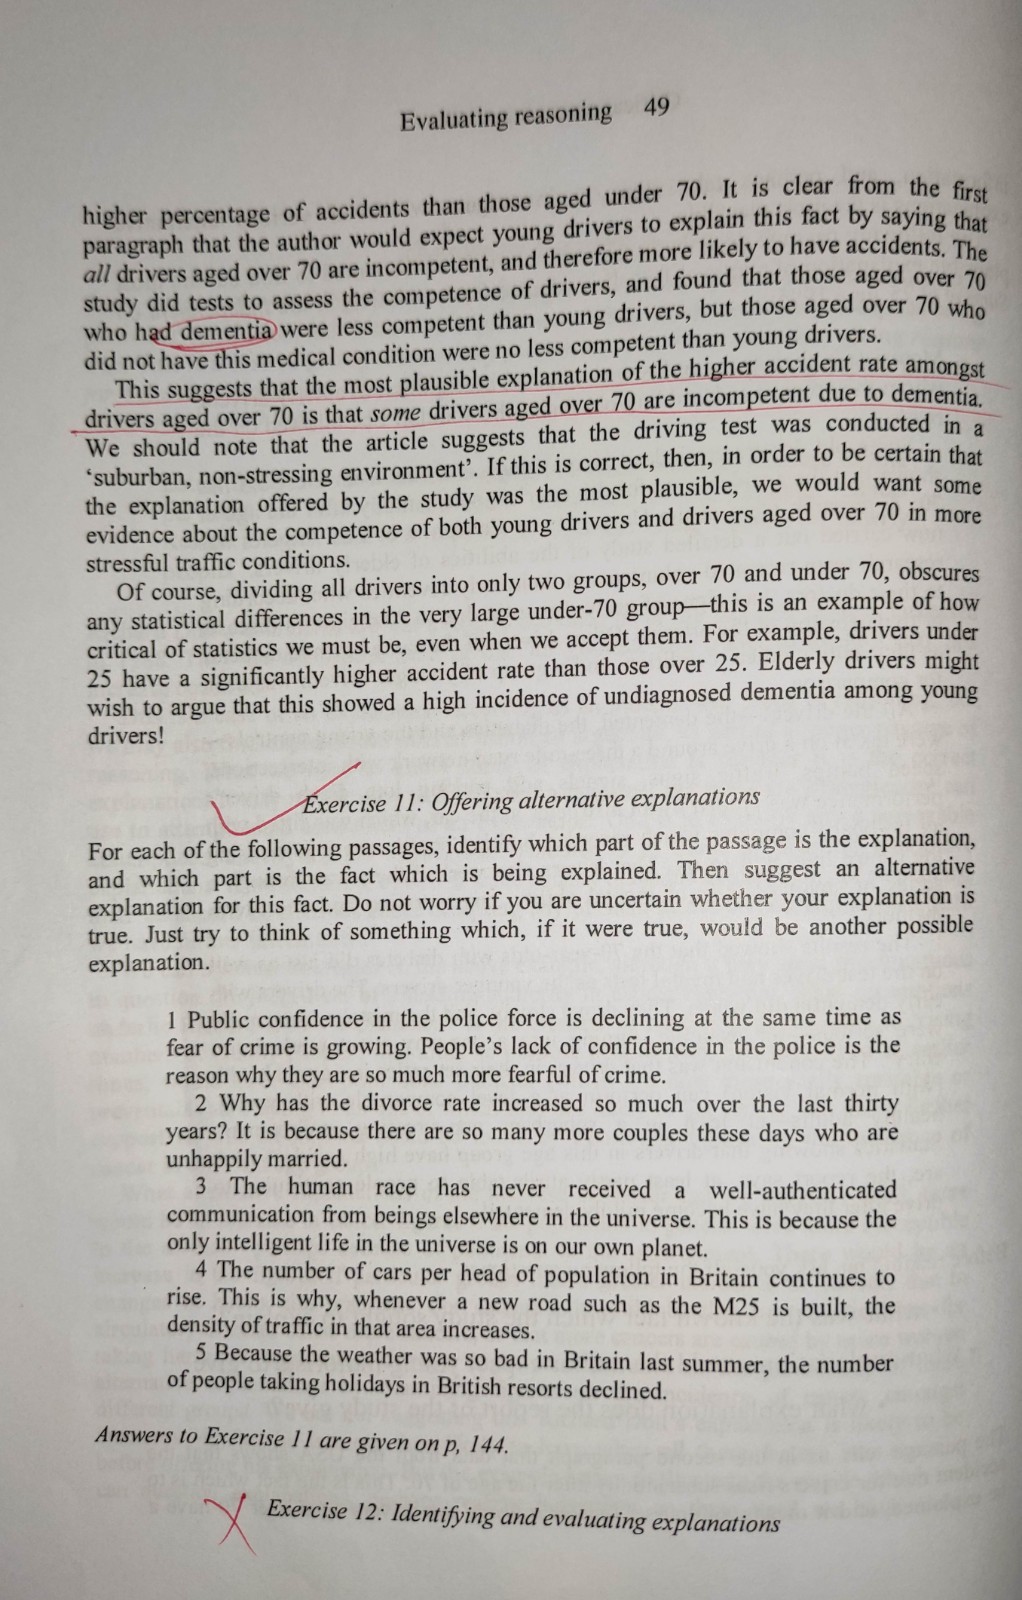 Evaluating reasoning 49
higher percentage of accidents than those aged under 70. It is clear from the first
paragraph that the author would expect young drivers to explain this fact by saying that
all drivers aged over 70 are incompetent, and therefore more likely to have accidents. The
study did tests to assess the competence of drivers, and found that those aged over 70
who had dementia were less competent than young drivers, but those aged over 70 who
did not have this medical condition were no less competent than young drivers.
This suggests that the most plausible explanation of the higher accident rate amongst
drivers aged over 70 is that some drivers aged over 70 are incompetent due to dementia.
We should note that the article suggests that the driving test was conducted in a
‘suburban, non-stressing environment’. If this is correct, then, in order to be certain that
the explanation offered by the study was the most plausible, we would want some
evidence about the competence of both young drivers and drivers aged over 70 in more
stressful traffic conditions.
Of course, dividing all drivers into only two groups, over 70 and under 70, obscures
any statistical differences in the very large under-70 group—this is an example of how
critical of statistics we must be, even when we accept them. For example, drivers under
25 have a significantly higher accident rate than those over 25. Elderly drivers might
wish to argue that this showed a high incidence of undiagnosed dementia among young
drivers!
Exercise 11: Offering alternative explanations
For each of the following passages, identify which part of the passage is the explanation,
and which part is the fact which is being explained. Then suggest an alternative
explanation for this fact. Do not worry if you are uncertain whether your explanation is
true. Just try to think of something which, if it were true, would be another possible
explanation.
1 Public confidence in the police force is declining at the same time as
fear of crime is growing. People's lack of confidence in the police is the
reason why they are so much more fearful of crime.
2 Why has the divorce rate increased so much over the last thirty
years? It is because there are so many more couples these days who are
unhappily married.
3 The human race has never received a well-authenticated
communication from beings elsewhere in the universe. This is because the
only intelligent life in the universe is on our own planet.
4 The number of cars per head of population in Britain continues to
rise. This is why, whenever a new road such as the M25 is built, the
density of traffic in that area increases.
5 Because the weather was so bad in Britain last summer, the number
of people taking holidays in British resorts declined.
Answers to Exercise 11 are given on p, 144.
Exercise 12: Identifying and evaluating explanations